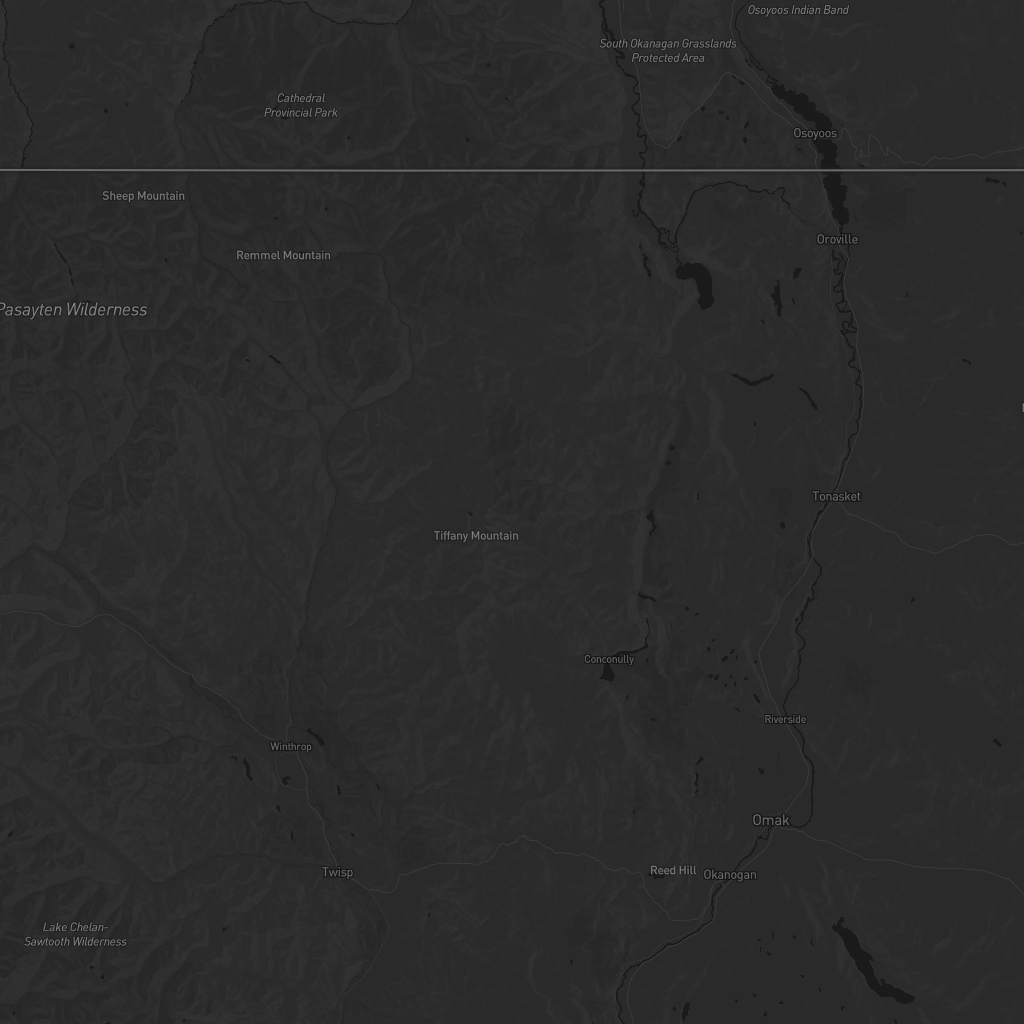 Osoyoos Indian Band
South Okanagan Grasslands
Protected Area
Cathedral
Provincial Park
Osoyoos
Sheep Mountain
Oroville
Remmel Mountain
Pasayten Wilderness
Tonasket
Tiffany Mountain
Conconully
Riverside
Winthrop
Omak
Twisp
Reed Hill
Okanogan
Lake Chelan-
Sawtooth Wilderness